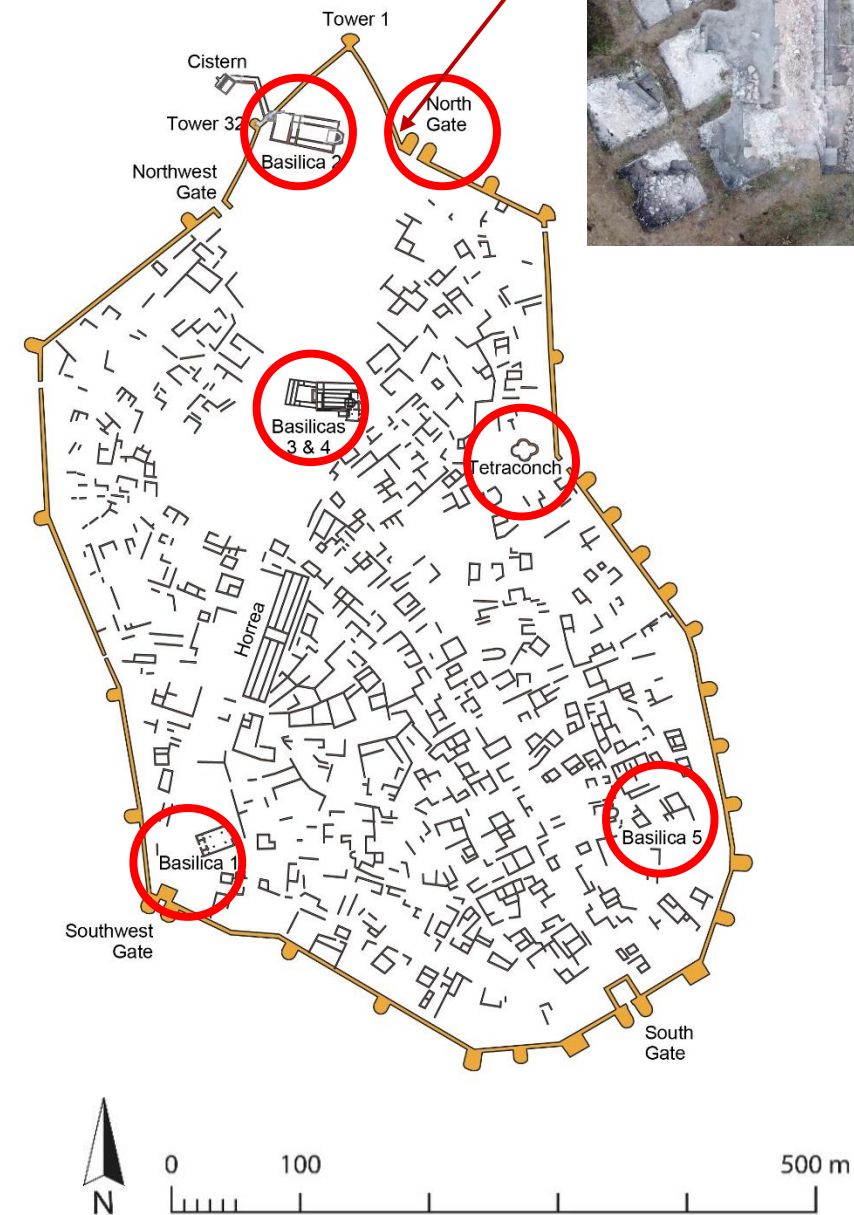 Tower 1
Cistern
North
Gate
Tower 32
Basilica 2
Northwest
Gate
Basilicas
3 & 4
Tetraconch
Horrea
Basilica 5
Basilica 1
Southwest
Gate
South
Gate
0 100 500 m
N